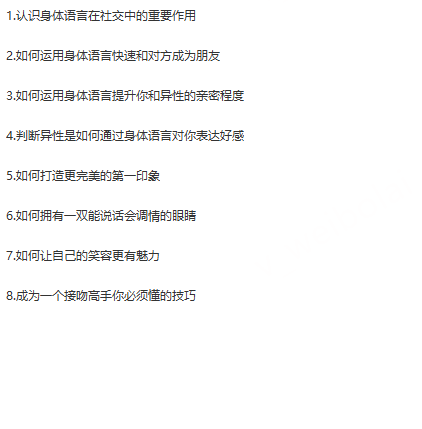 1.认识身体语言在社交中的重要作用
2.如何运用身体语言快速和对方成为朋友
3.如何运用身体语言提升你和异性的亲密程度
4.判断异性是如何通过身体语言对你表达好感
5.如何打造更完美的第一印象
6.如何拥有一双能说话会调情的眼睛
7.如何让自己的笑容更有魅力
8.成为一个接吻高手你必须懂的技巧